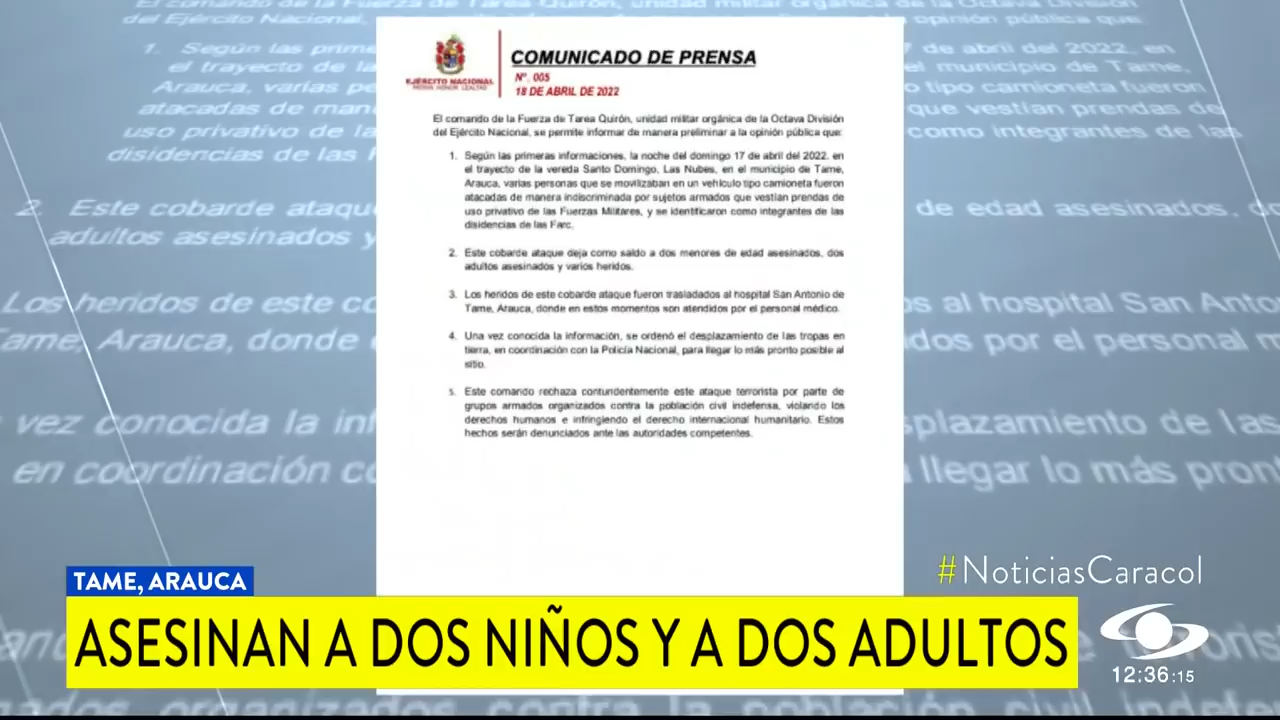 COMUNICADO DE PRENSA
EJÉRCITO NACIONAL
PATRIA HONOR LEALTAD
N°. 005
18 DE ABRIL DE 2022
El comando de la Fuerza de Tarea Quirón, unidad militar orgánica de la Octava División
del Ejército Nacional, se permite informar de manera preliminar a la opinión pública que:
1. Según las primeras informaciones, la noche del domingo 17 de abril del 2022, en
el trayecto de la vereda Santo Domingo, Las Nubes, en el municipio de Tame,
Arauca, varias personas que se movilizaban en un vehículo tipo camioneta fueron
atacadas de manera indiscriminada por sujetos armados que vestían prendas de
uso privativo de las Fuerzas Militares, y se identificaron como integrantes de las
disidencias de las Farc.
2. Este cobarde ataque deja como saldo a dos menores de edad asesinados, dos
adultos asesinados y varios heridos.
3. Los heridos de este cobarde ataque fueron trasladados al hospital San Antonio de
Tame, Arauca, donde en estos momentos son atendidos por el personal médico.
4. Una vez conocida la información, se ordenó el desplazamiento de las tropas en
tierra, en coordinación con la Policía Nacional, para llegar lo más pronto posible al
sitio.
5. Este comando rechaza contundentemente este ataque terrorista por parte de
grupos armados organizados contra la población civil indefensa, violando los
derechos humanos e infringiendo el derecho internacional humanitario. Estos
hechos serán denunciados ante las autoridades competentes.
#NoticiasCaracol
TAME, ARAUCA
ASESINAN A DOS NIÑOS Y A DOS ADULTOS
12:36:15